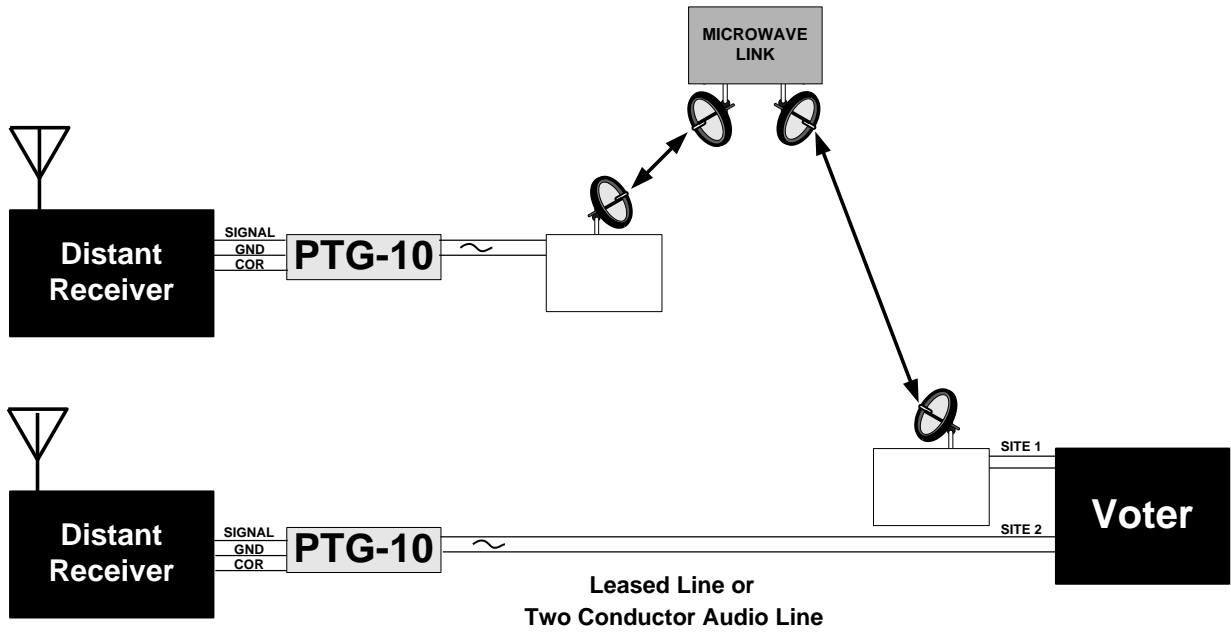 MICROWAVE
LINK
Distant
Receiver
SIGNAL
GND
COR
PTG-10
Distant
Receiver
SIGNAL
GND
COR
PTG-10
SITE 1
SITE 2
Voter
Leased Line or
Two Conductor Audio Line